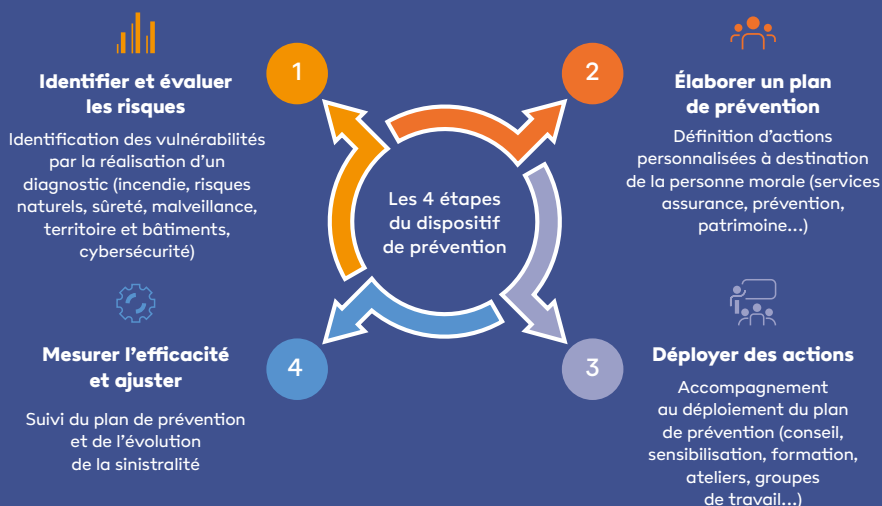 1
Identifier et évaluer
les risques
Identification des vulnérabilités
par la réalisation d'un
diagnostic (incendie, risques
naturels, sûreté, malveillance,
territoire et bâtiments,
cybersécurité)
2
Élaborer un plan
de prévention
Définition d'actions
personnalisées à destination
de la personne morale (services
assurance, prévention,
patrimoine...)
Les 4 étapes
du dispositif
de prévention
3
Déployer des actions
Accompagnement
au déploiement du plan
de prévention (conseil,
sensibilisation, formation,
ateliers, groupes
de travail...)
4
Mesurer l'efficacité
et ajuster
Suivi du plan de prévention
et de l'évolution
de la sinistralité